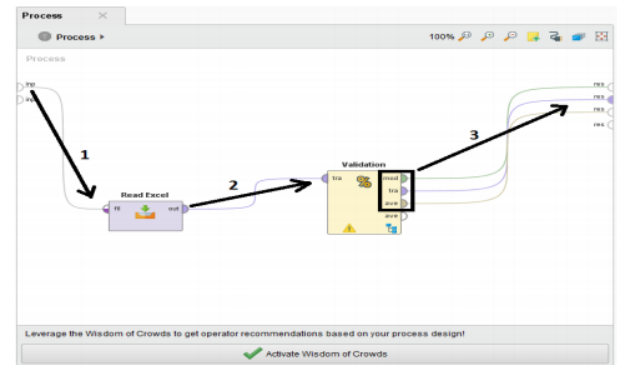 Process ×
Process
100%
Process
inp
inp
res
res
res
res
1
2
3
Read Excel
fil
out
Validation
tra
%
mod
tra
ave
ave
Leverage the Wisdom of Crowds to get operator recommendations based on your process design!
Activate Wisdom of Crowds